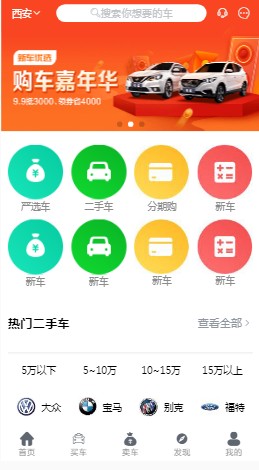 西安
搜索你想要的车
新车优选
购车嘉年华
9.9抵3000，领券省4000
严选车 二手车 分期购 新车
新车 新车 新车 新车
热门二手车 查看全部
5万以下 5~10万 10~15万 15万以上
大众 宝马 别克 福特
首页 买车 卖车 发现 我的